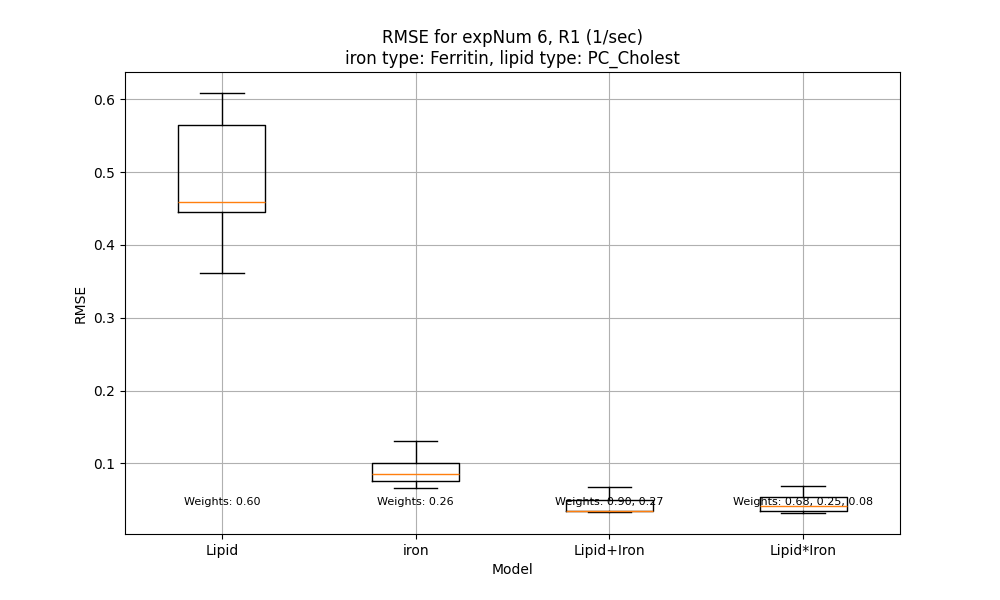 RMSE for expNum 6, R1 (1/sec)
iron type: Ferritin, lipid type: PC_Cholest
0.6
0.5
0.4
0.3
0.2
0.1
RMSE
Weights: 0.60
Weights: 0.26
Weights: 0.90, 0.27
Weights: 0.68, 0.25, 0.08
Lipid
iron
Lipid+Iron
Lipid*Iron
Model